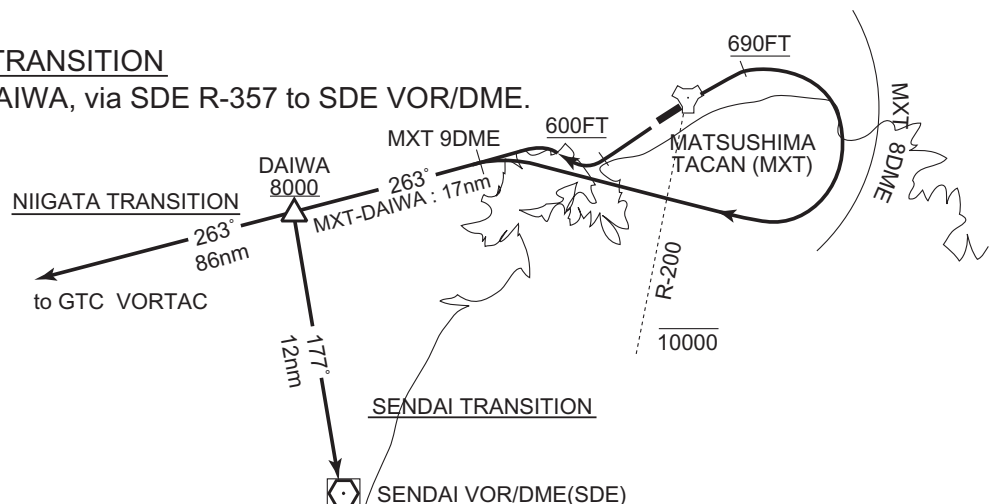 TRANSITION
AIWA, via SDE R-357 to SDE VOR/DME.
690FT
600FT
MXT 9DME
MATSUSHIMA
TACAN (MXT)
MXT 8DME
DAIWA
8000
263°
MXT-DAIWA : 17nm
NIIGATA TRANSITION
263°
86nm
to GTC VORTAC
R-200
10000
177°
12nm
SENDAI TRANSITION
SENDAI VOR/DME(SDE)